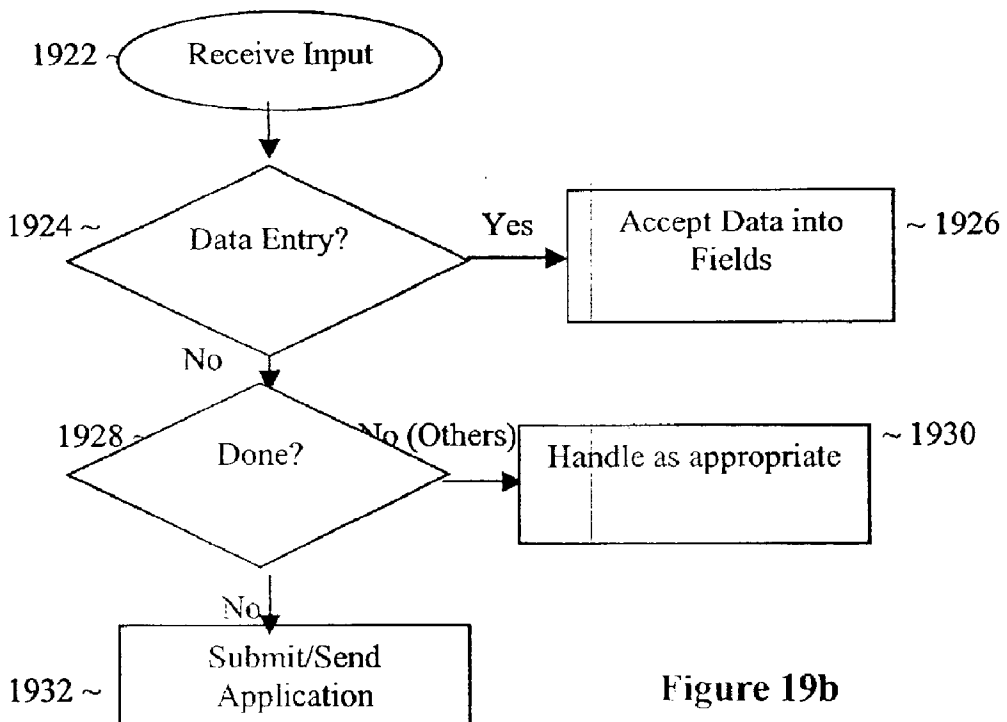 1922 ~
Receive Input
1924 ~
Data Entry?
Yes
Accept Data into
Fields
~ 1926
No
1928 ~
Done?
No (Others)
Handle as appropriate
~ 1930
No
1932 ~
Submit/Send
Application
Figure 19b